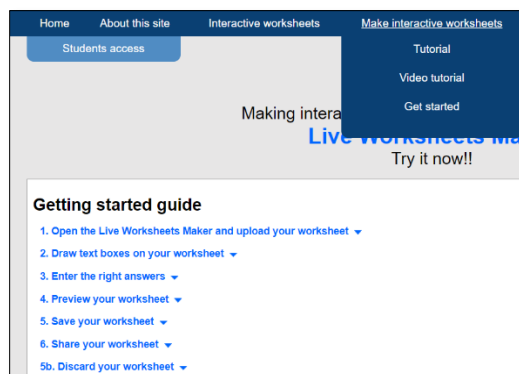 Home About this site Interactive worksheets Make interactive worksheets
Students access
Tutorial
Video tutorial
Get started
Making intera
Live Worksheets Ma
Try it now!!
Getting started guide
1. Open the Live Worksheets Maker and upload your worksheet
2. Draw text boxes on your worksheet
3. Enter the right answers
4. Preview your worksheet
5. Save your worksheet
6. Share your worksheet
5b. Discard your worksheet